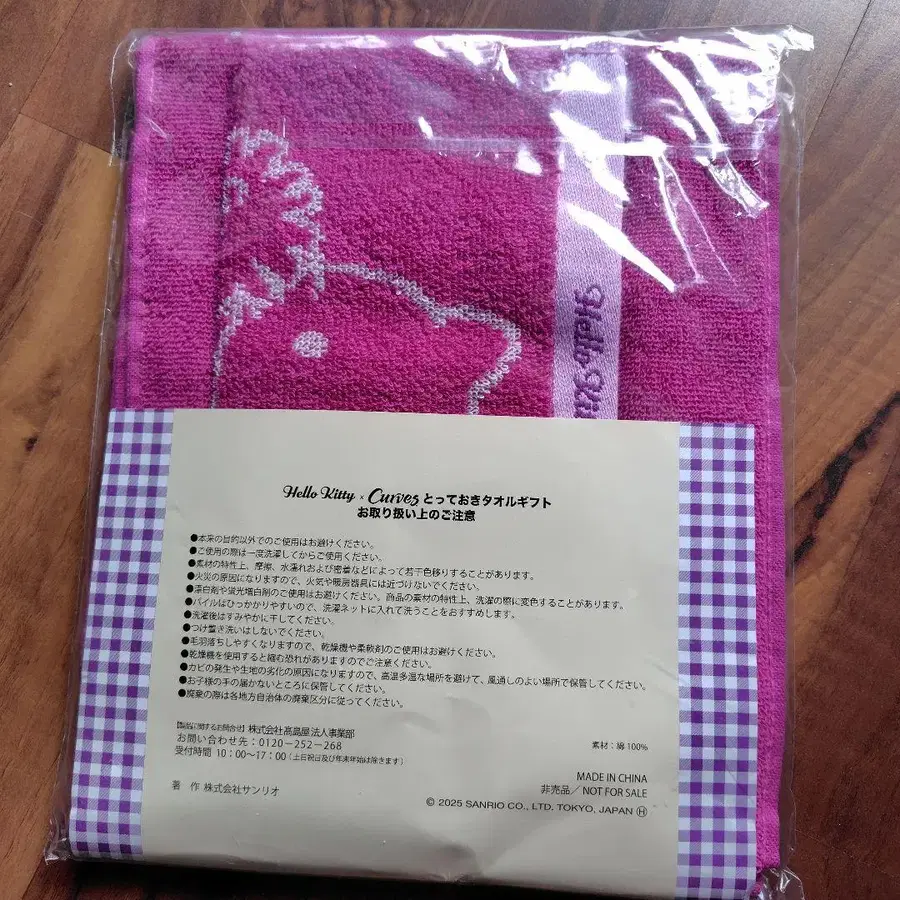 Hello Ki
Hello Kitty × Curves とっておきタオルギフト
お取り扱い上のご注意
●本来の目的以外でのご使用はお避けください。
●ご使用の際は一度洗濯してからご使用ください。
●素材の特性上、摩擦、水濡れおよび密着などによって若干色移りすることがあります。
●火災の原因になりますので、火気や暖房器具には近づけないでください。
●漂白剤や蛍光増白剤のご使用はお避けください。商品の素材の特性上、洗濯の際に変色することがあります。
●パイルはひっかかりやすいので、洗濯ネットに入れて洗うことをおすすめします。
●洗濯後はすみやかに干してください。
●つけ置き洗いはしないでください。
●毛羽落ちしやすくなりますので、乾燥機や柔軟剤のご使用はお避けください。
●乾燥機を使用すると縮む恐れがありますのでご注意ください。
●カビの発生や生地の劣化の原因になりますので、高温多湿な場所を避けて、風通しのよい場所で保管してください。
●お子様の手の届かないところに保管してください。
●廃棄の際は各地方自治体の廃棄区分に従ってください。
【製品に関するお問合せ】株式会社髙島屋 法人事業部
お問い合わせ先：0120－252－268
受付時間 10：00〜17：00（土日祝日及び年末年始は除きます）
素材：綿 100%
MADE IN CHINA
非売品／ NOT FOR SALE
著 作 株式会社サンリオ
© 2025 SANRIO CO., LTD. TOKYO, JAPAN Ⓗ